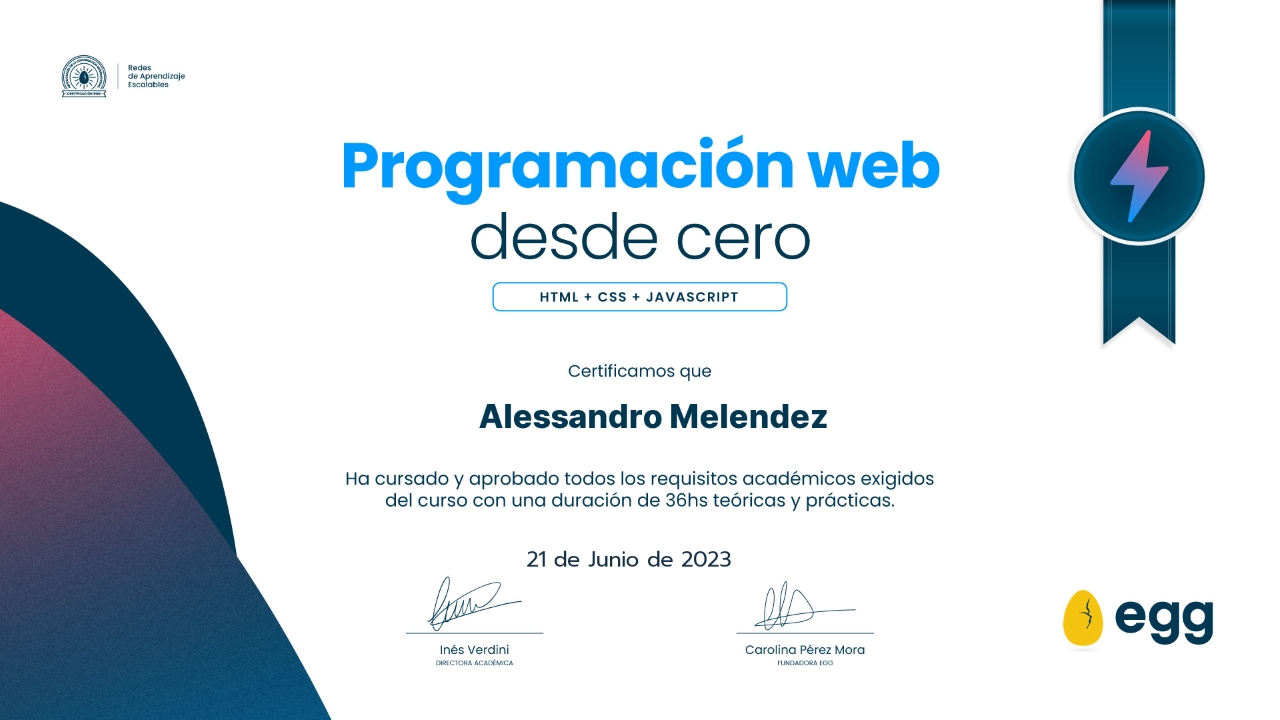 Redes
de Aprendizaje
Escalables
CERTIFICACIÓN EGG
Programación web
desde cero
HTML + CSS + JAVASCRIPT
Certificamos que
Alessandro Melendez
Ha cursado y aprobado todos los requisitos académicos exigidos
del curso con una duración de 36hs teóricas y prácticas.
21 de Junio de 2023
Inés Verdini
DIRECTORA ACADÉMICA
Carolina Pérez Mora
FUNDADORA EGG
egg